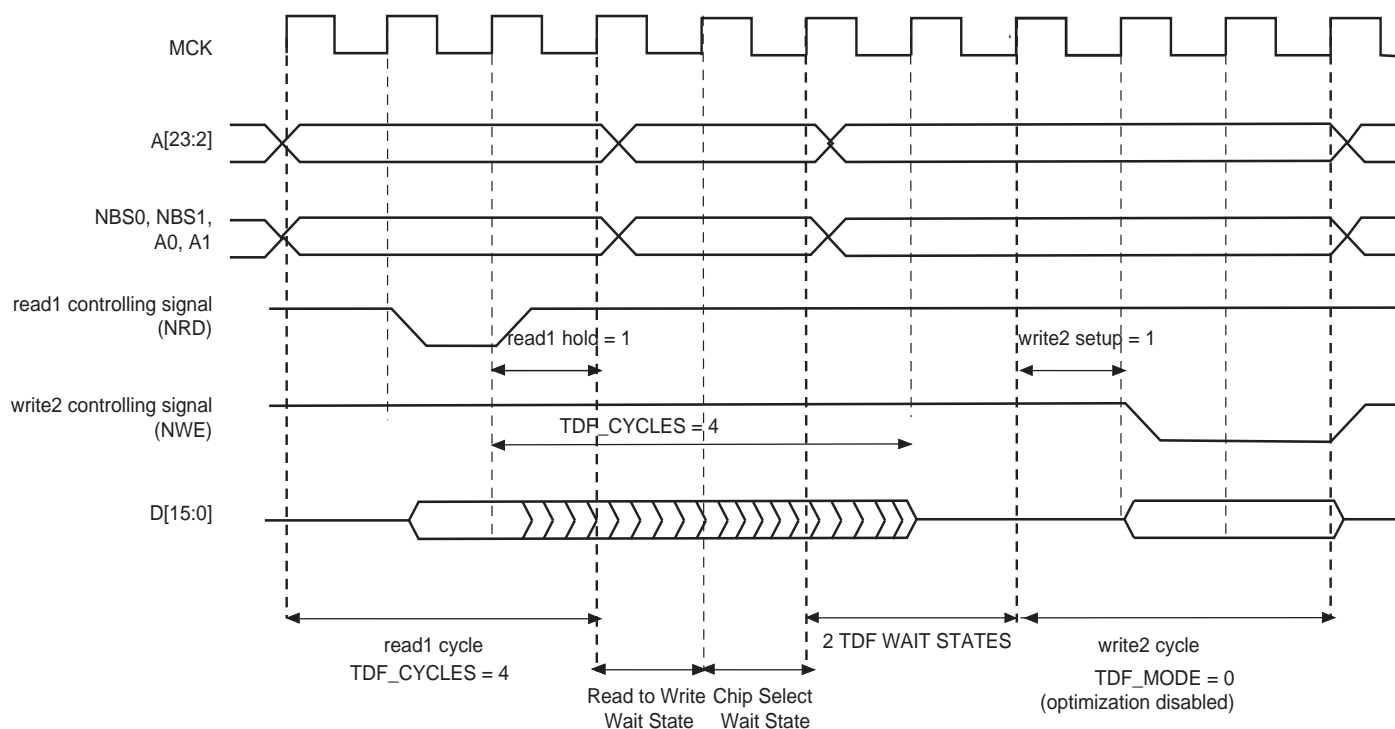 MCK
A[23:2]
NBS0, NBS1,
A0, A1
read1 controlling signal
(NRD)
read1 hold = 1
write2 setup = 1
write2 controlling signal
(NWE)
TDF_CYCLES = 4
D[15:0]
read1 cycle
TDF_CYCLES = 4
2 TDF WAIT STATES
write2 cycle
TDF_MODE = 0
(optimization disabled)
Read to Write
Wait State
Chip Select
Wait State